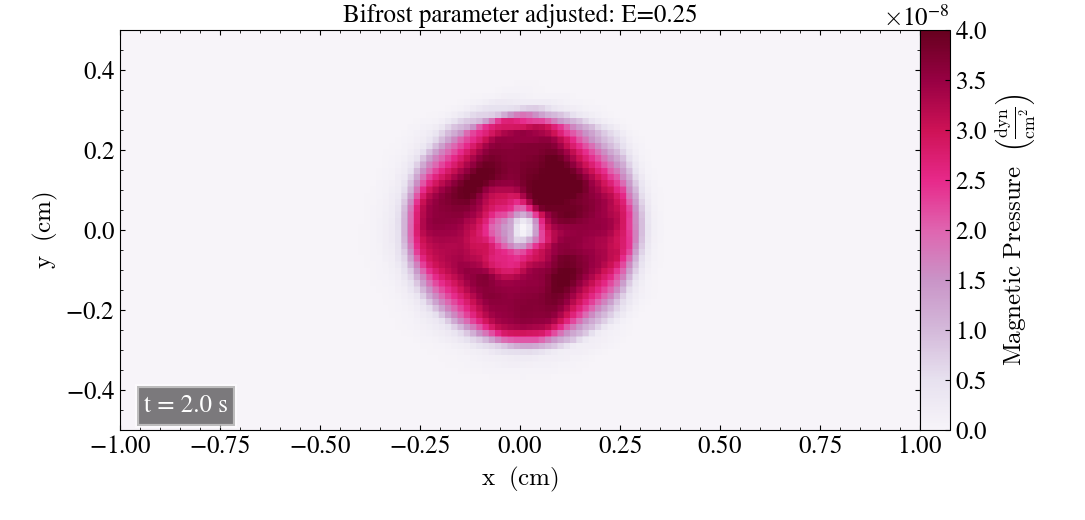 Bifrost parameter adjusted: E=0.25
×10⁻⁸
4.0
3.5
3.0
2.5
2.0
1.5
1.0
0.5
0.0
Magnetic Pressure (dyn/cm²)
0.4
0.2
0.0
−0.2
−0.4
y (cm)
t = 2.0 s
−1.00 −0.75 −0.50 −0.25 0.00 0.25 0.50 0.75 1.00
x (cm)